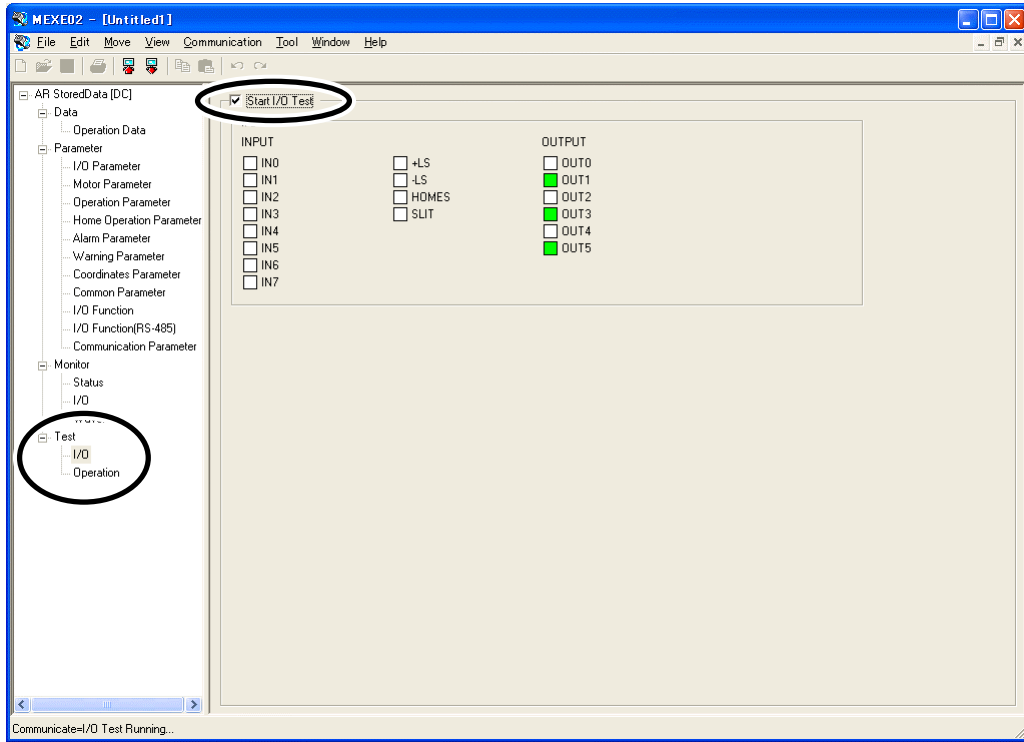 MEXE02 - [Untitled1]
File Edit Move View Communication Tool Window Help
AR StoredData [DC]
Data
Operation Data
Parameter
I/O Parameter
Motor Parameter
Operation Parameter
Home Operation Parameter
Alarm Parameter
Warning Parameter
Coordinates Parameter
Common Parameter
I/O Function
I/O Function(RS-485)
Communication Parameter
Monitor
Status
I/O
Test
I/O
Operation
Start I/O Test
INPUT
IN0
IN1
IN2
IN3
IN4
IN5
IN6
IN7
+LS
-LS
HOMES
SLIT
OUTPUT
OUT0
OUT1
OUT2
OUT3
OUT4
OUT5
Communicate=I/O Test Running...